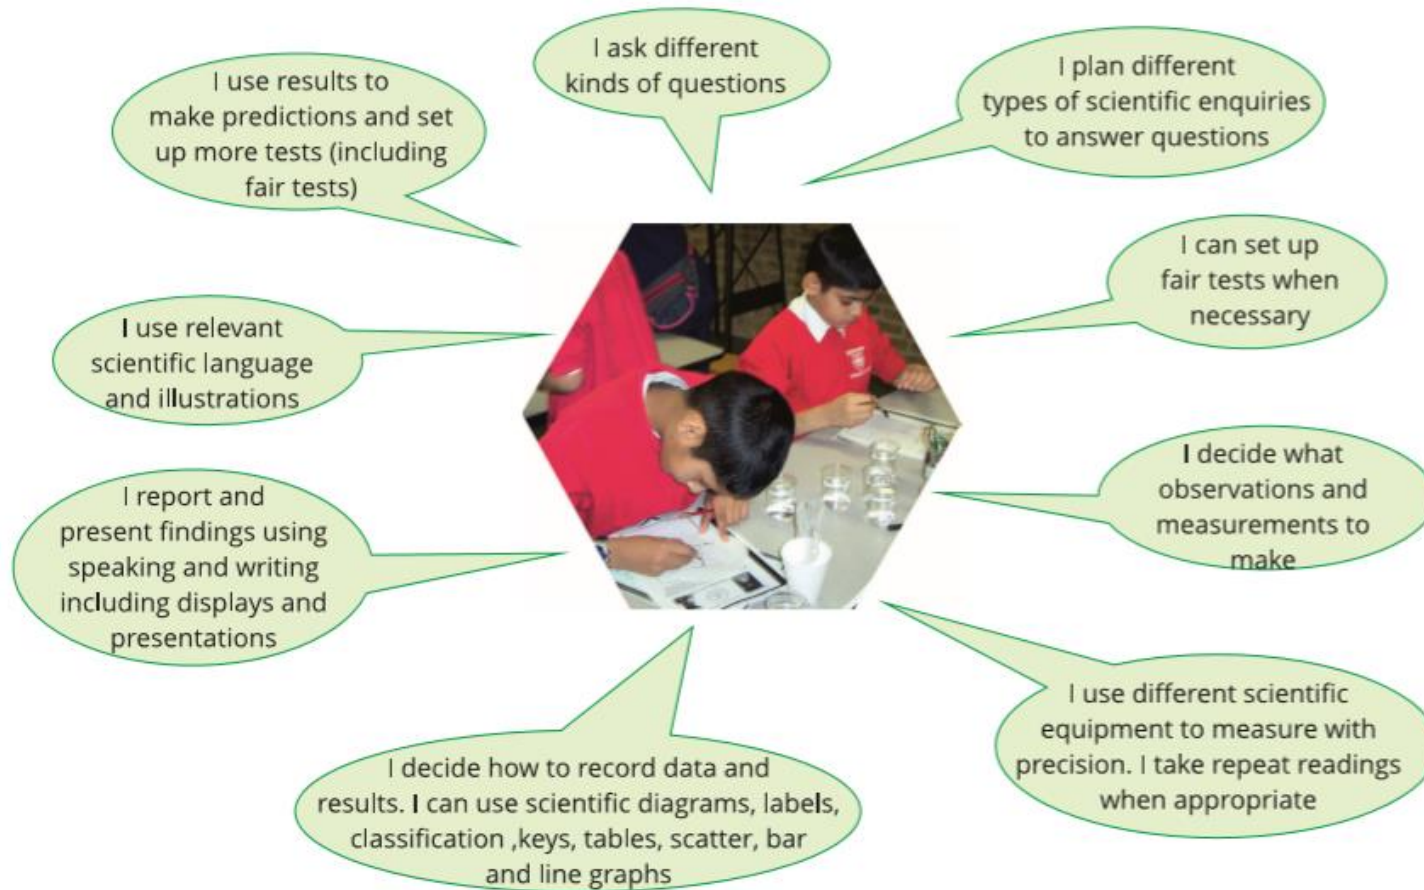 I ask different
kinds of questions
I plan different
types of scientific enquiries
to answer questions
I can set up
fair tests when
necessary
I decide what
observations and
measurements to
make
I use different scientific
equipment to measure with
precision. I take repeat readings
when appropriate
I decide how to record data and
results. I can use scientific diagrams, labels,
classification ,keys, tables, scatter, bar
and line graphs
I report and
present findings using
speaking and writing
including displays and
presentations
I use relevant
scientific language
and illustrations
I use results to
make predictions and set
up more tests (including
fair tests)